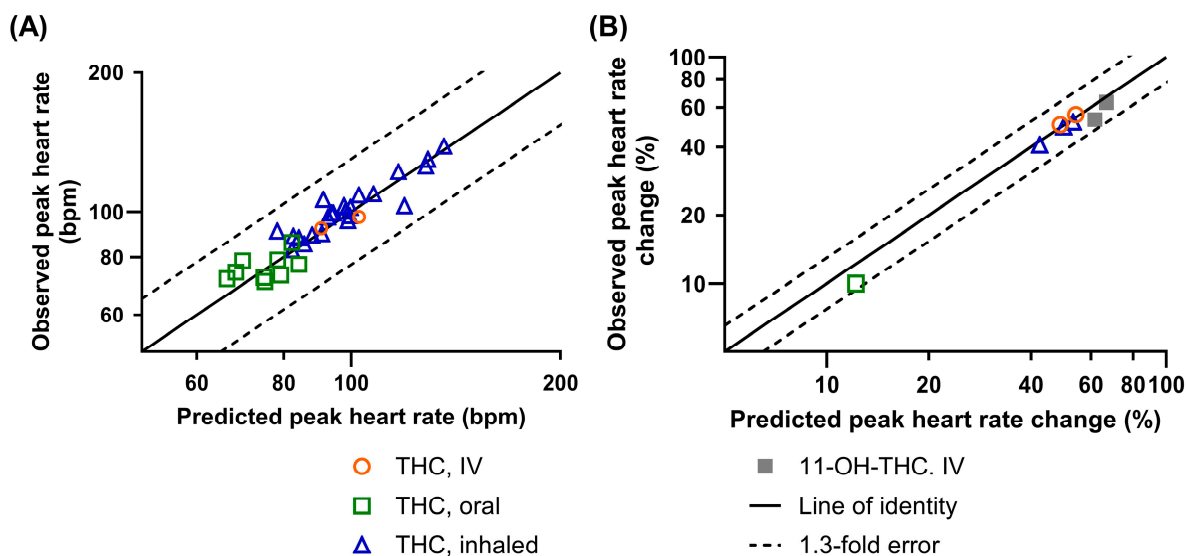 (A)
Observed peak heart rate
(bpm)
200
100
80
60
60
80
100
200
Predicted peak heart rate (bpm)
(B)
Observed peak heart rate
change (%)
100
80
60
40
20
10
10
20
40
60
80
100
Predicted peak heart rate change (%)
THC, IV
THC, oral
THC, inhaled
11-OH-THC. IV
Line of identity
1.3-fold error